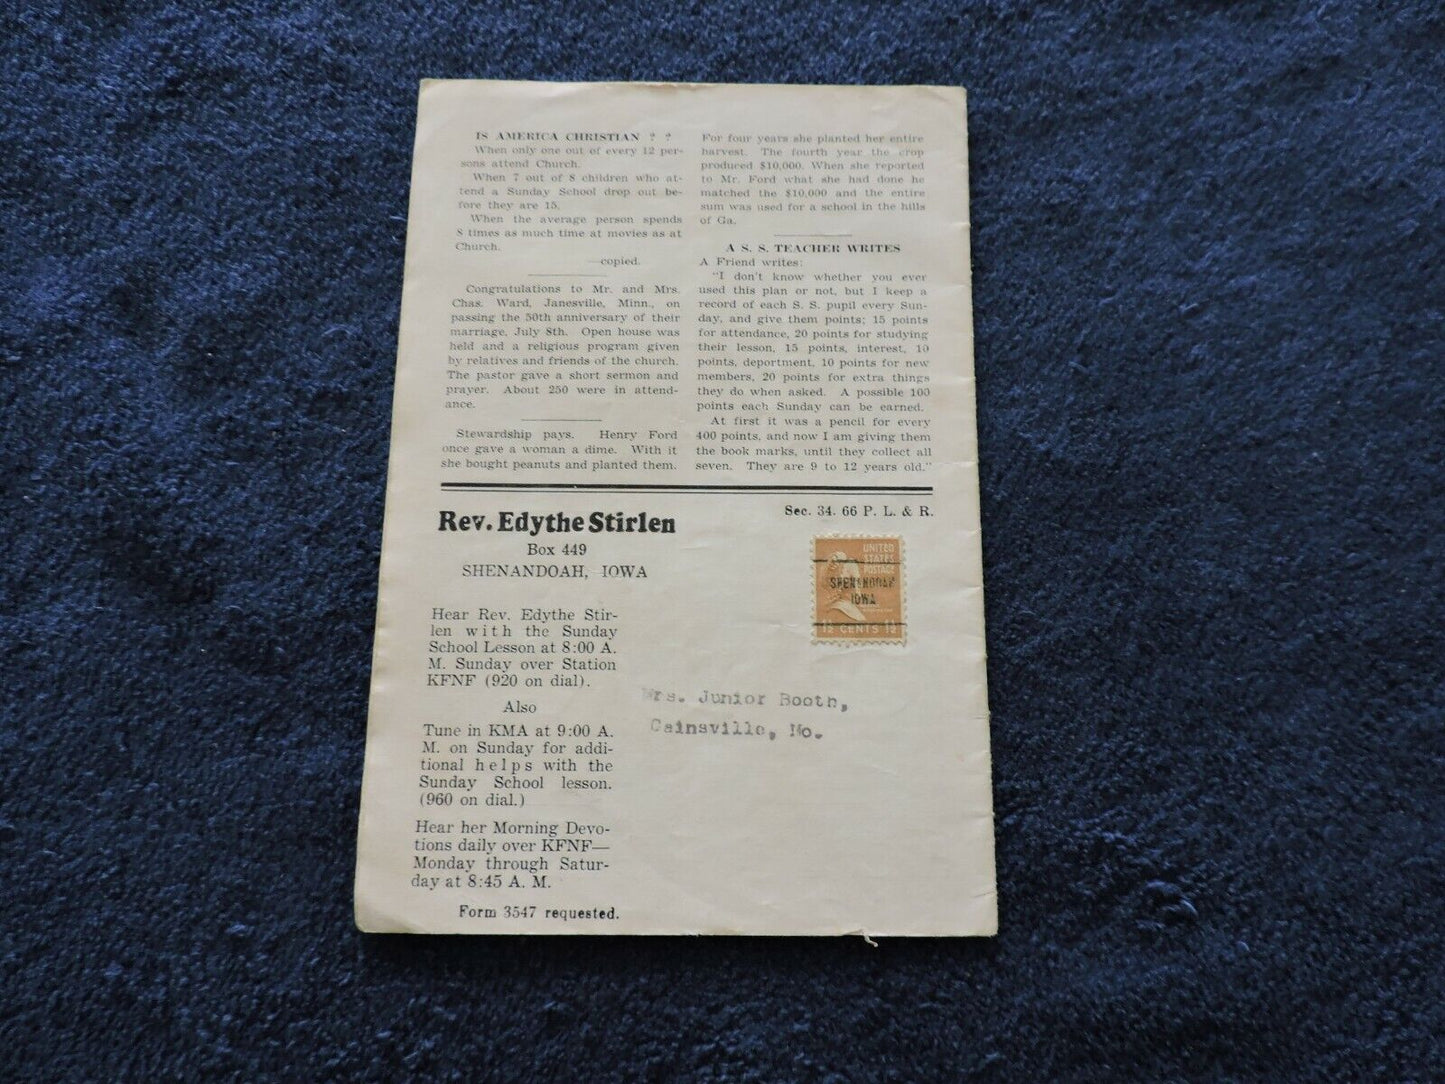 IS AMERICA CHRISTIAN ? ?
When only one out of every 12 per-
sons attend Church.
When 7 out of 8 children who at-
tend a Sunday School drop out be-
fore they are 15.
When the average person spends
8 times as much time at movies as at
Church.
—copied.
Congratulations to Mr. and Mrs.
Chas. Ward, Janesville, Minn., on
passing the 50th anniversary of their
marriage, July 8th. Open house was
held and a religious program given
by relatives and friends of the church.
The pastor gave a short sermon and
prayer. About 250 were in attend-
ance.
Stewardship pays. Henry Ford
once gave a woman a dime. With it
she bought peanuts and planted them.
For four years she planted her entire
harvest. The fourth year the crop
produced $10,000. When she reported
to Mr. Ford what she had done he
matched the $10,000 and the entire
sum was used for a school in the hills
of Ga.
A S. S. TEACHER WRITES
A Friend writes:
"I don't know whether you ever
used this plan or not, but I keep a
record of each S. S. pupil every Sun-
day, and give them points; 15 points
for attendance, 20 points for studying
their lesson, 15 points, interest, 10
points, deportment, 10 points for new
members, 20 points for extra things
they do when asked. A possible 100
points each Sunday can be earned.
At first it was a pencil for every
400 points, and now I am giving them
the book marks, until they collect all
seven. They are 9 to 12 years old."
Rev. Edythe Stirlen
Box 449
SHENANDOAH, IOWA
Sec. 34. 66 P. L. & R.
UNITED
STATES
POSTAGE
SHENANDOAH
IOWA
1½ CENTS 1½
Hear Rev. Edythe Stir-
len with the Sunday
School Lesson at 8:00 A.
M. Sunday over Station
KFNF (920 on dial).
Also
Tune in KMA at 9:00 A.
M. on Sunday for addi-
tional helps with the
Sunday School lesson.
(960 on dial.)
Hear her Morning Devo-
tions daily over KFNF—
Monday through Satur-
day at 8:45 A. M.
Form 3547 requested.
Mrs. Junior Booth,
Cainsville, Mo.